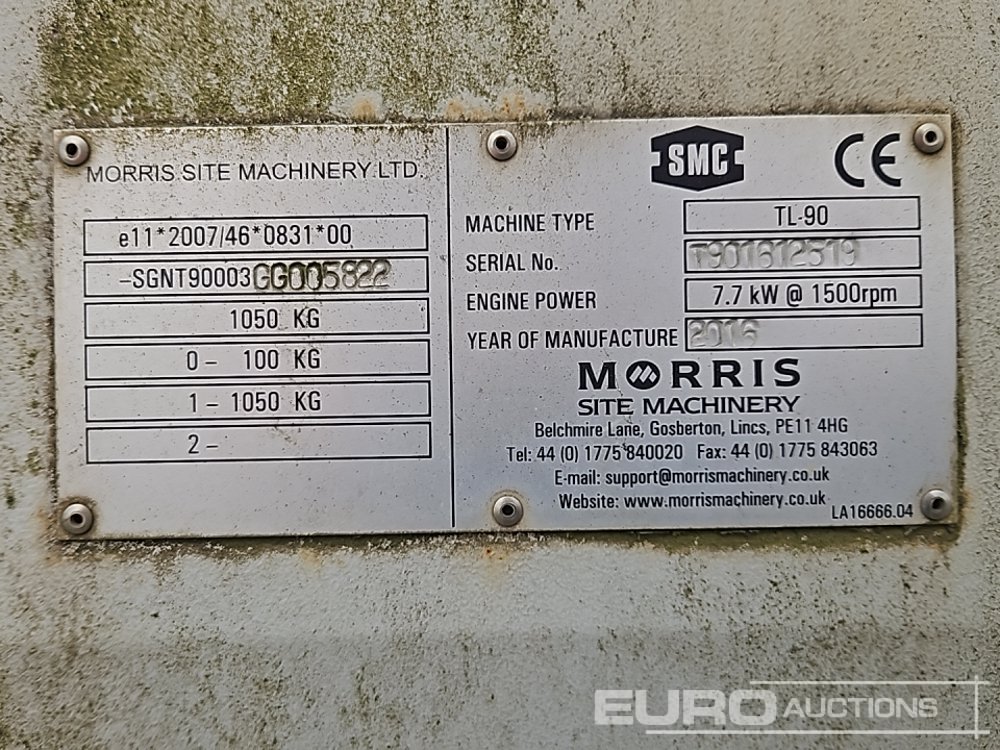 MORRIS SITE MACHINERY LTD.
e11*2007/46*0831*00
–SGNT90003GG005822
1050 KG
0– 100 KG
1– 1050 KG
2–
SMC CE
MACHINE TYPE TL-90
SERIAL No. T901612519
ENGINE POWER 7.7 kW @ 1500rpm
YEAR OF MANUFACTURE 2016
MORRIS
SITE MACHINERY
Belchmire Lane, Gosberton, Lincs, PE11 4HG
Tel: 44 (0) 1775 840020 Fax: 44 (0) 1775 843063
E-mail: support@morrismachinery.co.uk
Website: www.morrismachinery.co.uk
LA16666.04
EURO AUCTIONS